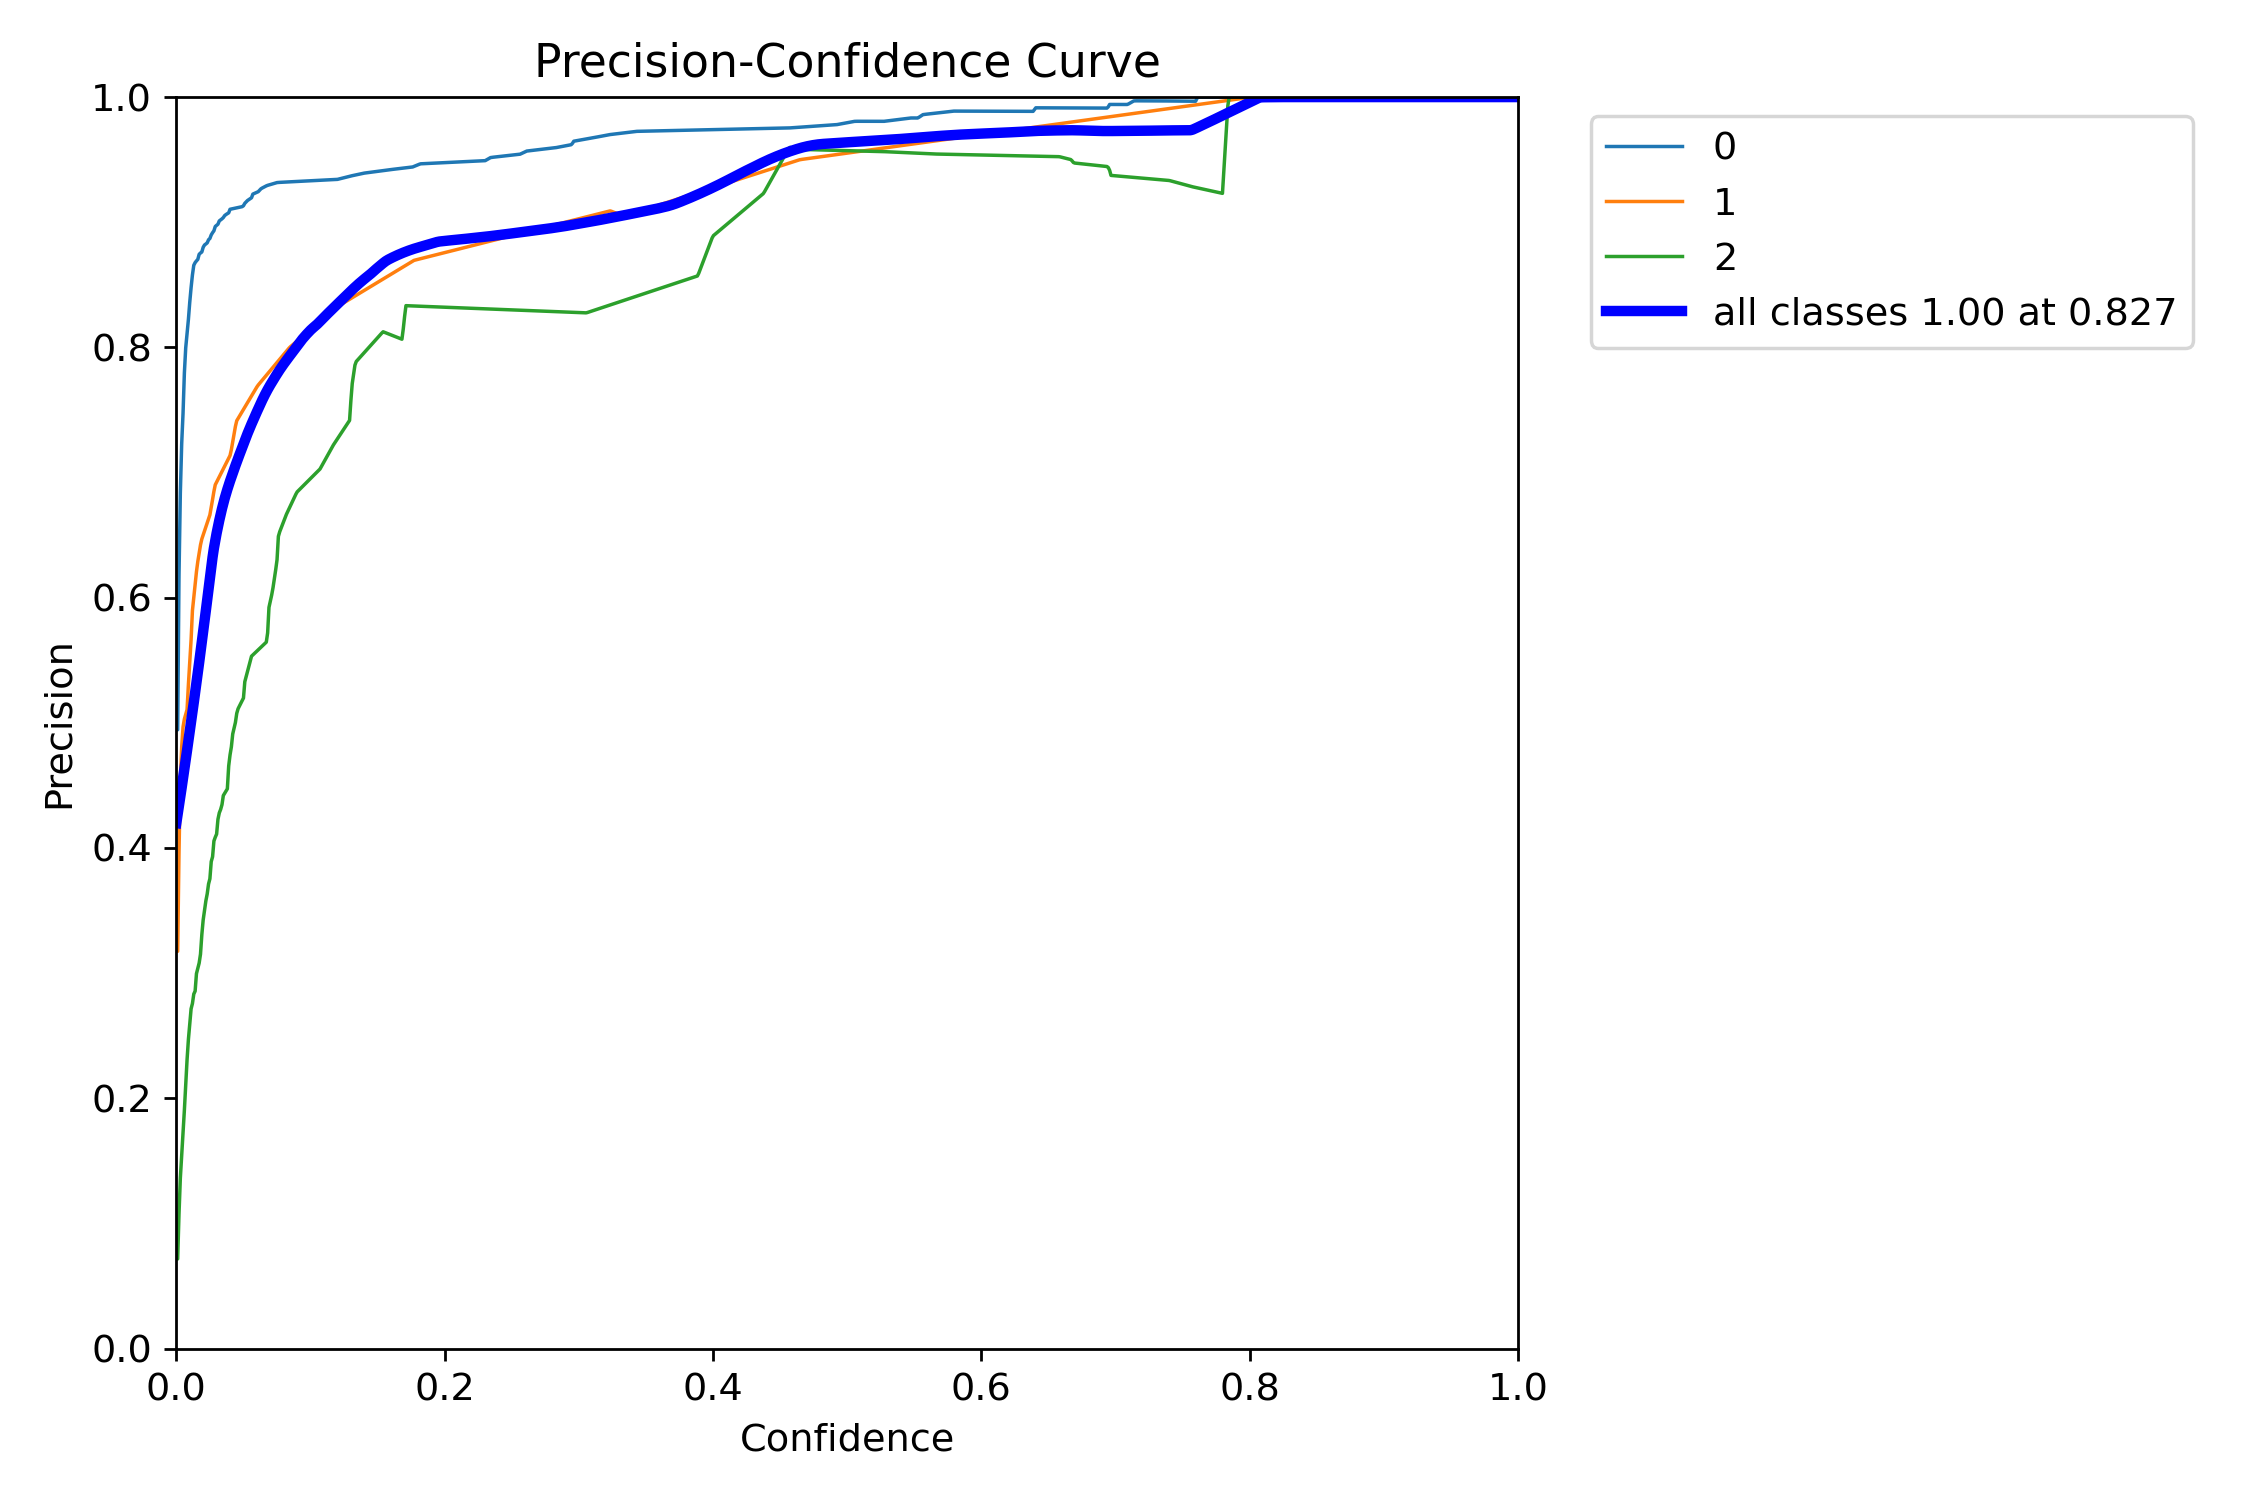 Precision-Confidence Curve
1.0
0.8
0.6
0.4
0.2
0.0
Precision
0.0 0.2 0.4 0.6 0.8 1.0
Confidence
0
1
2
all classes 1.00 at 0.827